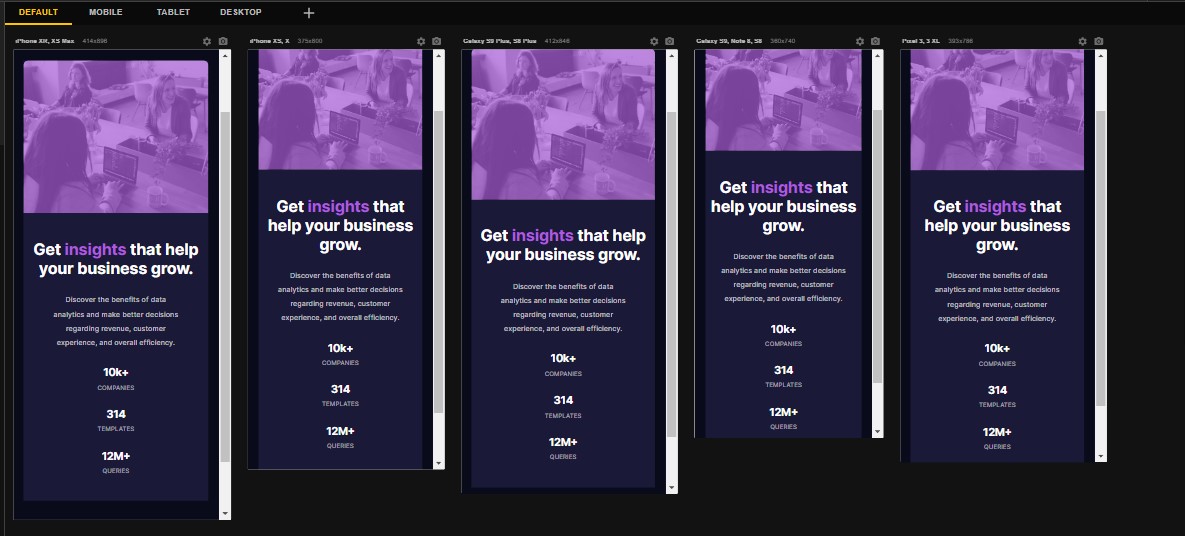 DEFAULT MOBILE TABLET DESKTOP +
iPhone XR, XS Max 414x896
Get insights that help
your business grow.
Discover the benefits of data
analytics and make better decisions
regarding revenue, customer
experience, and overall efficiency.
10k+
COMPANIES
314
TEMPLATES
12M+
QUERIES
iPhone XS, X 375x800
Get insights that
help your business
grow.
Discover the benefits of data
analytics and make better decisions
regarding revenue, customer
experience, and overall efficiency.
10k+
COMPANIES
314
TEMPLATES
12M+
QUERIES
Galaxy S9 Plus, S8 Plus 412x846
Get insights that help
your business grow.
Discover the benefits of data
analytics and make better decisions
regarding revenue, customer
experience, and overall efficiency.
10k+
COMPANIES
314
TEMPLATES
12M+
QUERIES
Galaxy S9, Note 8, S8 360x740
Get insights that
help your business
grow.
Discover the benefits of data
analytics and make better decisions
regarding revenue, customer
experience, and overall efficiency.
10k+
COMPANIES
314
TEMPLATES
12M+
QUERIES
Pixel 3, 3 XL 393x786
Get insights that
help your business
grow.
Discover the benefits of data
analytics and make better decisions
regarding revenue, customer
experience, and overall efficiency.
10k+
COMPANIES
314
TEMPLATES
12M+
QUERIES